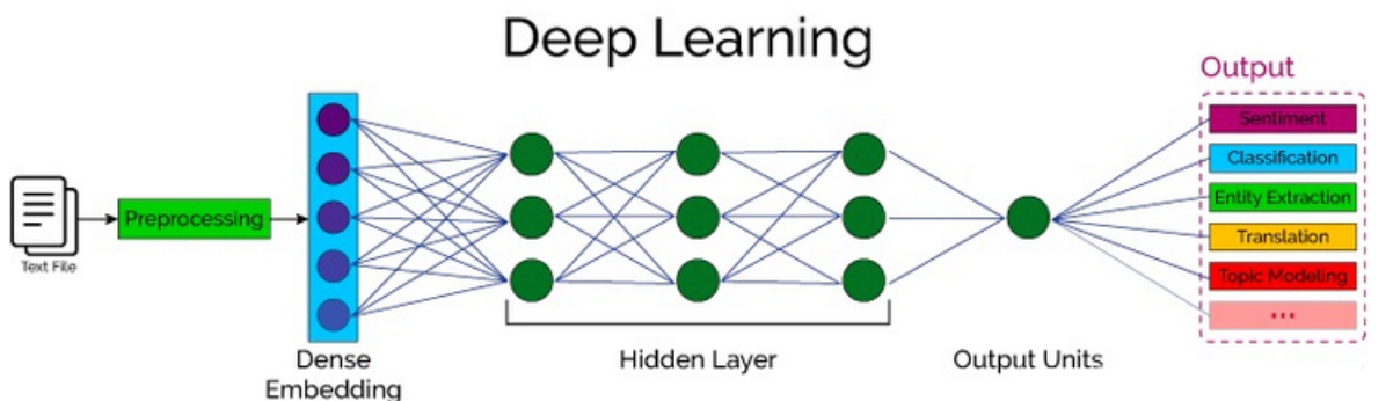 Deep Learning
Output
Text File
Preprocessing
Dense
Embedding
Hidden Layer
Output Units
Sentiment
Classification
Entity Extraction
Translation
Topic Modeling
...